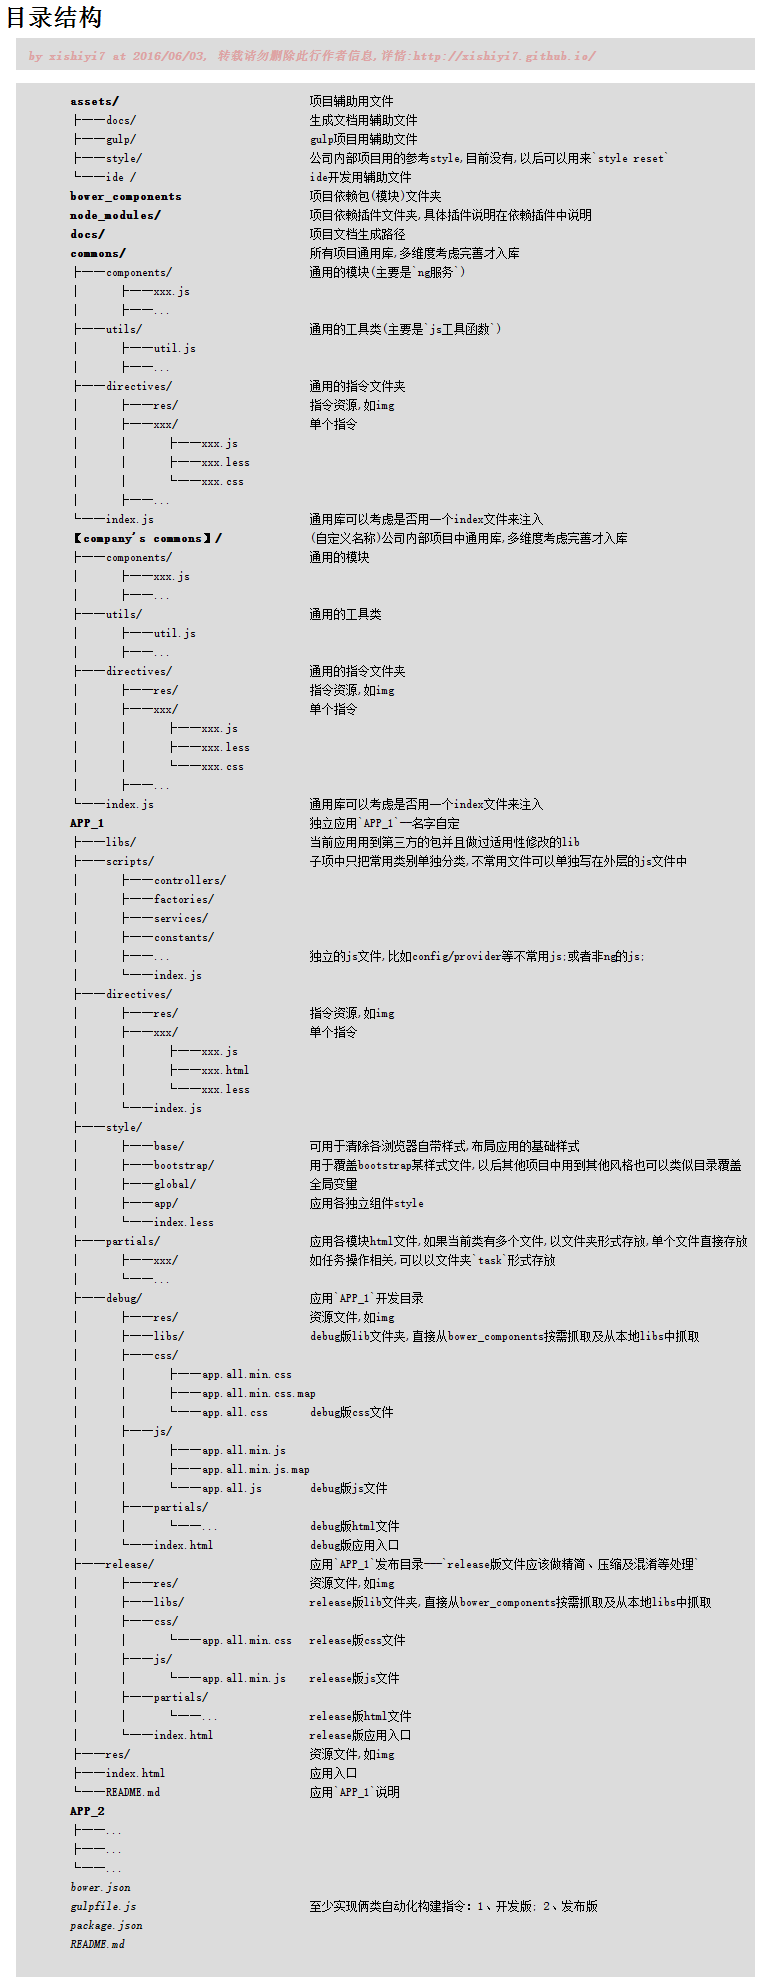 目录结构
by xishiyi7 at 2016/06/03, 转载请勿删除此行作者信息,详情:http://xishiyi7.github.io/
assets/ 项目辅助用文件
├──docs/ 生成文档用辅助文件
├──gulp/ gulp项目用辅助文件
├──style/ 公司内部项目用的参考style,目前没有,以后可以用来`style reset`
└──ide / ide开发用辅助文件
bower_components 项目依赖包(模块)文件夹
node_modules/ 项目依赖插件文件夹,具体插件说明在依赖插件中说明
docs/ 项目文档生成路径
commons/ 所有项目通用库,多维度考虑完善才入库
├──components/ 通用的模块(主要是`ng服务`)
│ ├──xxx.js
│ ├──...
├──utils/ 通用的工具类(主要是`js工具函数`)
│ ├──util.js
│ ├──...
├──directives/ 通用的指令文件夹
│ ├──res/ 指令资源,如img
│ ├──xxx/ 单个指令
│ │ ├──xxx.js
│ │ ├──xxx.less
│ │ └──xxx.css
│ ├──...
└──index.js 通用库可以考虑是否用一个index文件来注入
【company's commons】/ (自定义名称)公司内部项目中通用库,多维度考虑完善才入库
├──components/ 通用的模块
│ ├──xxx.js
│ ├──...
├──utils/ 通用的工具类
│ ├──util.js
│ ├──...
├──directives/ 通用的指令文件夹
│ ├──res/ 指令资源,如img
│ ├──xxx/ 单个指令
│ │ ├──xxx.js
│ │ ├──xxx.less
│ │ └──xxx.css
│ ├──...
└──index.js 通用库可以考虑是否用一个index文件来注入
APP_1 独立应用`APP_1`—名字自定
├──libs/ 当前应用用到第三方的包并且做过适用性修改的lib
├──scripts/ 子项中只把常用类别单独分类,不常用文件可以单独写在外层的js文件中
│ ├──controllers/
│ ├──factories/
│ ├──services/
│ ├──constants/
│ ├──... 独立的js文件,比如config/provider等不常用js;或者非ng的js;
│ └──index.js
├──directives/
│ ├──res/ 指令资源,如img
│ ├──xxx/ 单个指令
│ │ ├──xxx.js
│ │ ├──xxx.html
│ │ └──xxx.less
│ └──index.js
├──style/
│ ├──base/ 可用于清除各浏览器自带样式,布局应用的基础样式
│ ├──bootstrap/ 用于覆盖bootstrap某样式文件,以后其他项目中用到其他风格也可以类似目录覆盖
│ ├──global/ 全局变量
│ ├──app/ 应用各独立组件style
│ └──index.less
├──partials/ 应用各模块html文件,如果当前类有多个文件,以文件夹形式存放,单个文件直接存放
│ ├──xxx/ 如任务操作相关,可以以文件夹`task`形式存放
│ └──...
├──debug/ 应用`APP_1`开发目录
│ ├──res/ 资源文件,如img
│ ├──libs/ debug版lib文件夹,直接从bower_components按需抓取及从本地libs中抓取
│ ├──css/
│ │ ├──app.all.min.css
│ │ ├──app.all.min.css.map
│ │ └──app.all.css debug版css文件
│ ├──js/
│ │ ├──app.all.min.js
│ │ ├──app.all.min.js.map
│ │ └──app.all.js debug版js文件
│ ├──partials/
│ │ └──... debug版html文件
│ └──index.html debug版应用入口
├──release/ 应用`APP_1`发布目录——`release版文件应该做精简、压缩及混淆等处理`
│ ├──res/ 资源文件,如img
│ ├──libs/ release版lib文件夹,直接从bower_components按需抓取及从本地libs中抓取
│ ├──css/
│ │ └──app.all.min.css release版css文件
│ ├──js/
│ │ └──app.all.min.js release版js文件
│ ├──partials/
│ │ └──... release版html文件
│ └──index.html release版应用入口
├──res/ 资源文件,如img
├──index.html 应用入口
└──README.md 应用`APP_1`说明
APP_2
├──...
├──...
└──...
bower.json
gulpfile.js 至少实现俩类自动化构建指令: 1、开发版; 2、发布版
package.json
README.md